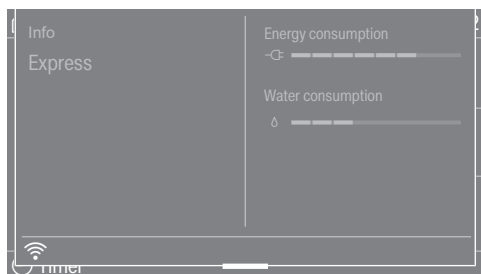 Info
Express
Energy consumption
Water consumption
Timer